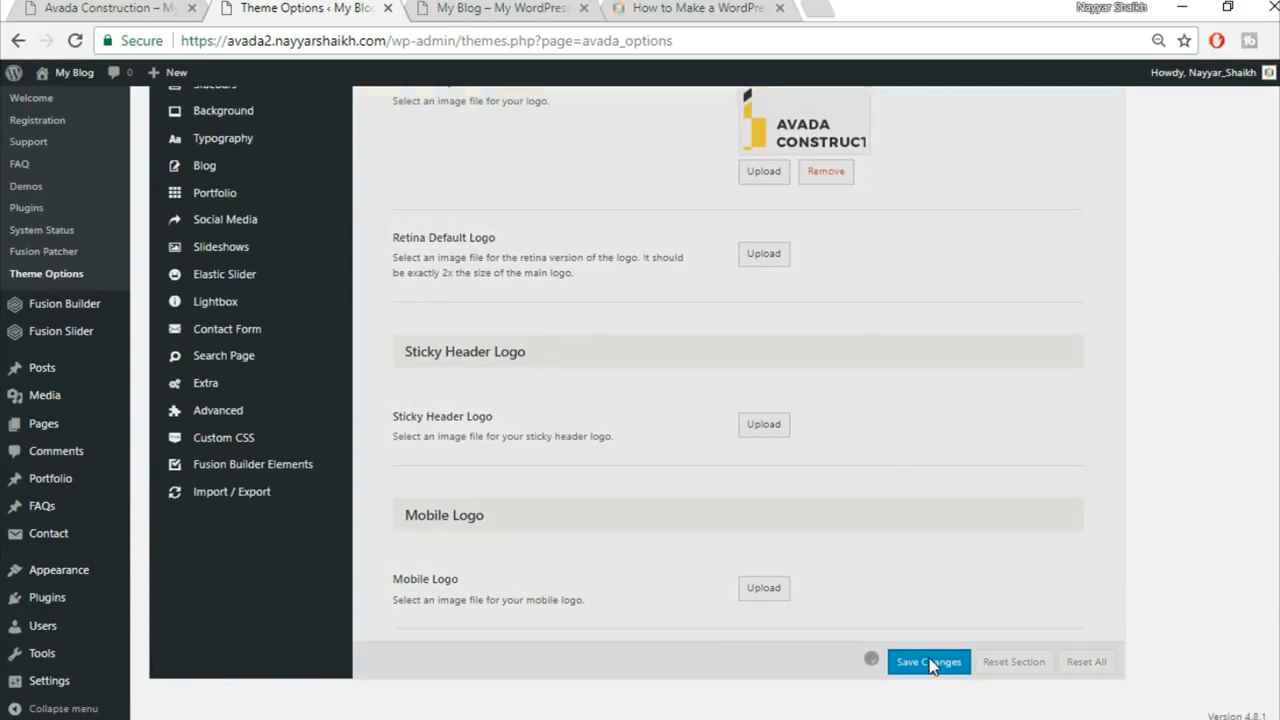 Avada Construction – My
Theme Options ‹ My Blo
My Blog – My WordPress
How to Make a WordPre
Nayyar Shaikh
Secure
https://avada2.nayyarshaikh.com/wp-admin/themes.php?page=avada_options
My Blog
0
New
Howdy, Nayyar_Shaikh
Welcome
Registration
Support
FAQ
Demos
Plugins
System Status
Fusion Patcher
Theme Options
Fusion Builder
Fusion Slider
Posts
Media
Pages
Comments
Portfolio
FAQs
Contact
Appearance
Plugins
Users
Tools
Settings
Collapse menu
Sidebars
Background
Aa Typography
Blog
Portfolio
Social Media
Slideshows
Elastic Slider
Lightbox
Contact Form
Search Page
Extra
Advanced
Custom CSS
Fusion Builder Elements
Import / Export
Select an image file for your logo.
AVADA
CONSTRUCT
Upload
Remove
Retina Default Logo
Select an image file for the retina version of the logo. It should
be exactly 2x the size of the main logo.
Upload
Sticky Header Logo
Sticky Header Logo
Select an image file for your sticky header logo.
Upload
Mobile Logo
Mobile Logo
Select an image file for your mobile logo.
Upload
Save Changes
Reset Section
Reset All
Version 4.8.1